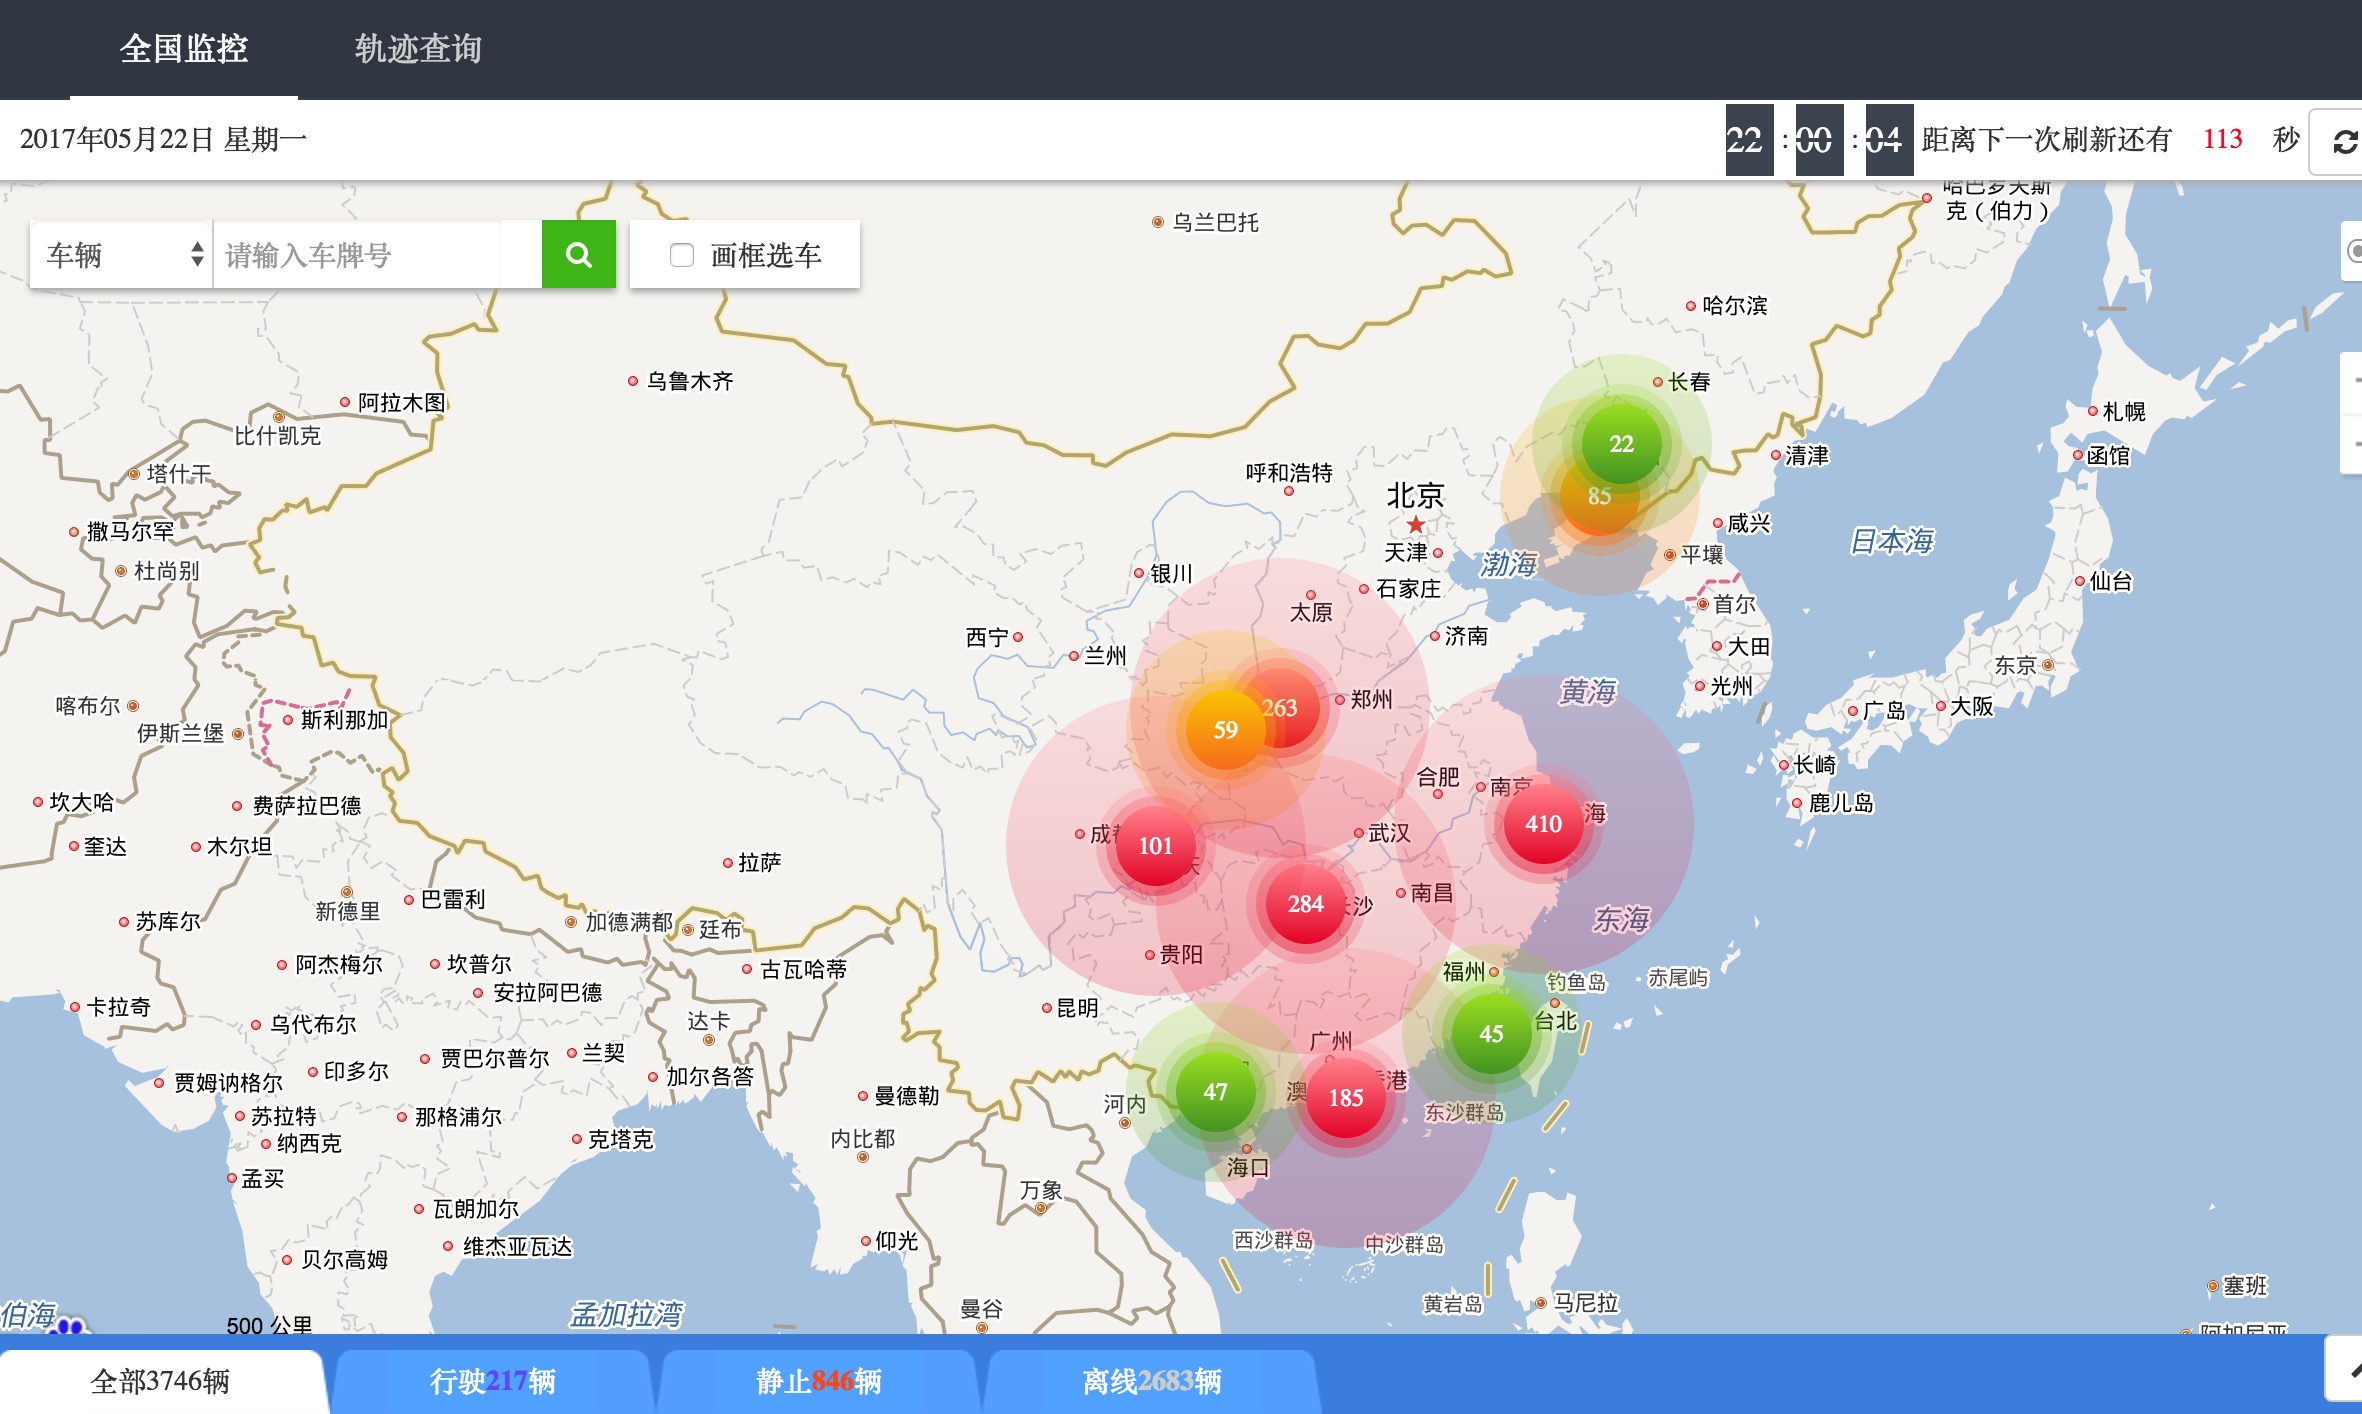 全国监控 轨迹查询
2017年05月22日 星期一
22 : 00 : 04 距离下一次刷新还有 113 秒
车辆 请输入车牌号 画框选车
乌兰巴托
克（伯力）
哈尔滨
长春
乌鲁木齐
阿拉木图
比什凯克
札幌
22
清津
函馆
塔什干
呼和浩特
北京
85
撒马尔罕
咸兴
日本海
天津
渤海
平壤
杜尚别
银川
石家庄
仙台
太原
首尔
西宁
济南
大田
兰州
东京
光州
黄海
郑州
喀布尔
斯利那加
伊斯兰堡
263
59
广岛
大阪
长崎
合肥
南京
坎大哈
费萨拉巴德
鹿儿岛
410
海
武汉
成都
101
奎达
木尔坦
拉萨
284
沙
南昌
巴雷利
新德里
苏库尔
加德满都
廷布
东海
贵阳
阿杰梅尔
坎普尔
古瓦哈蒂
福州
钓鱼岛
赤尾屿
安拉阿巴德
卡拉奇
昆明
乌代布尔
达卡
45
台北
广州
贾巴尔普尔
兰契
印多尔
加尔各答
贾姆讷格尔
47
澳
185
香港
曼德勒
河内
东沙群岛
苏拉特
那格浦尔
纳西克
克塔克
内比都
海口
孟买
万象
瓦朗加尔
西沙群岛
中沙群岛
维杰亚瓦达
仰光
贝尔高姆
塞班
黄岩岛
马尼拉
曼谷
伯海
500 公里
孟加拉湾
全部3746辆 行驶217辆 静止846辆 离线2683辆